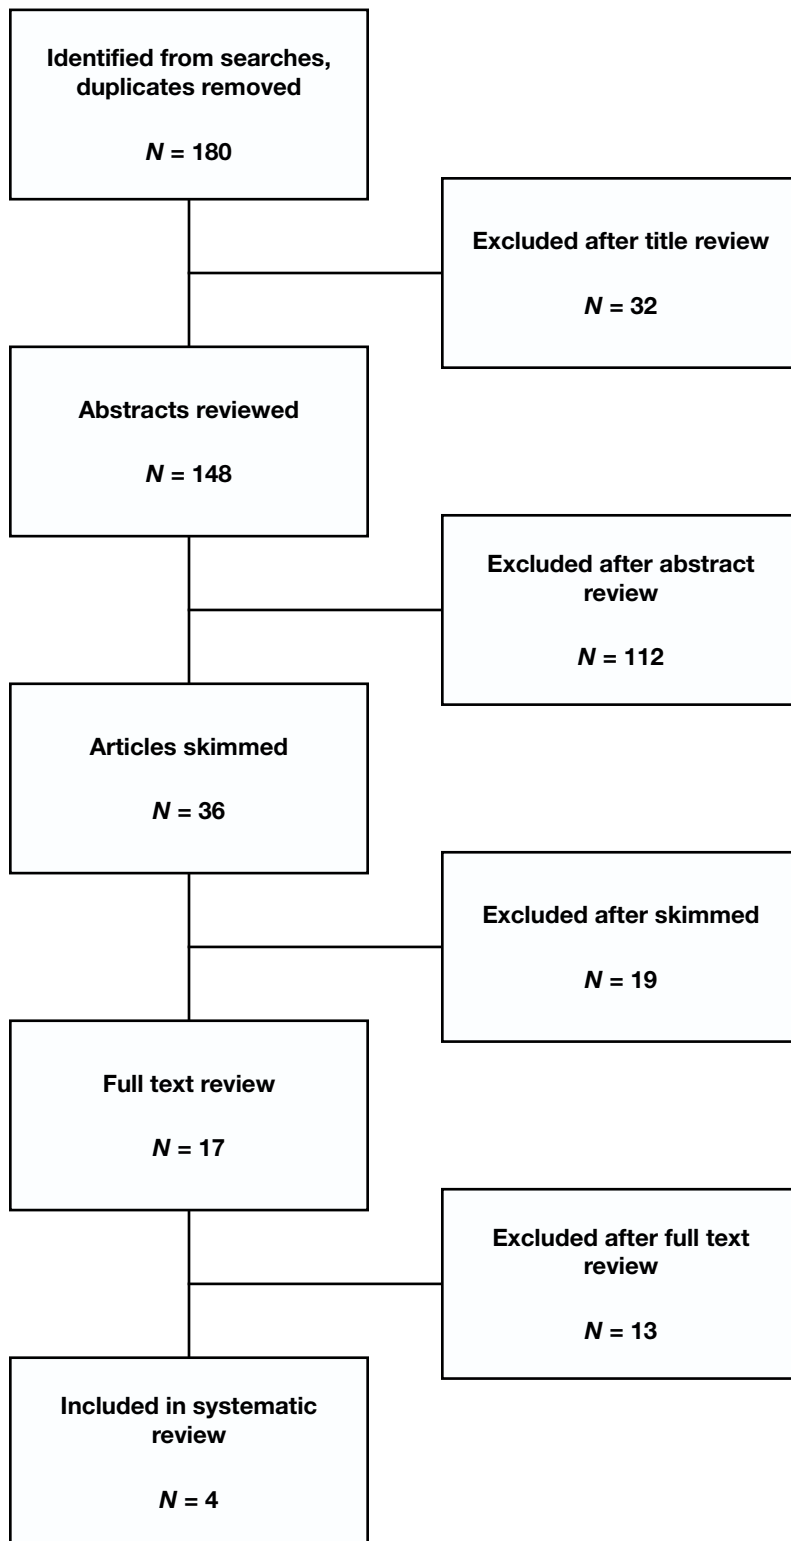 Identified from searches,
duplicates removed
N = 180
Excluded after title review
N = 32
Abstracts reviewed
N = 148
Excluded after abstract
review
N = 112
Articles skimmed
N = 36
Excluded after skimmed
N = 19
Full text review
N = 17
Excluded after full text
review
N = 13
Included in systematic
review
N = 4